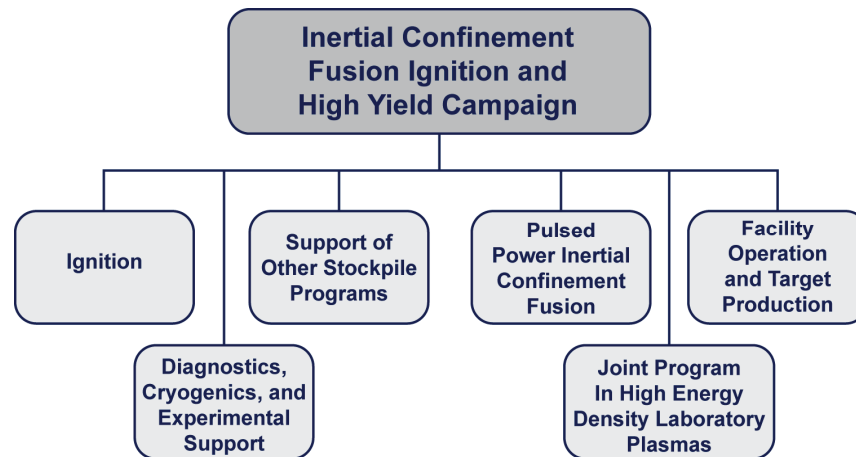 Inertial Confinement
Fusion Ignition and
High Yield Campaign
Ignition
Support of
Other Stockpile
Programs
Pulsed
Power Inertial
Confinement
Fusion
Facility
Operation
and Target
Production
Diagnostics,
Cryogenics, and
Experimental
Support
Joint Program
In High Energy
Density Laboratory
Plasmas